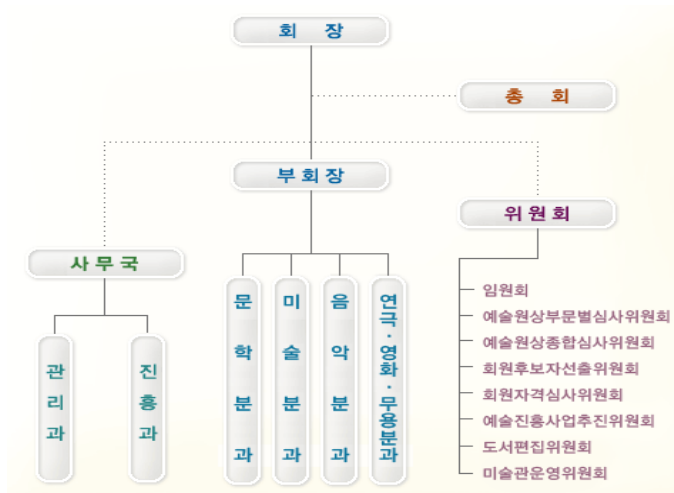 회 장
총 회
부회장
위원회
사무국
관리과
진흥과
문학분과
미술분과
음악분과
연극·영화·무용분과
임원회
예술원상부문별심사위원회
예술원상종합심사위원회
회원후보자선출위원회
회원자격심사위원회
예술진흥사업추진위원회
도서편집위원회
미술관운영위원회